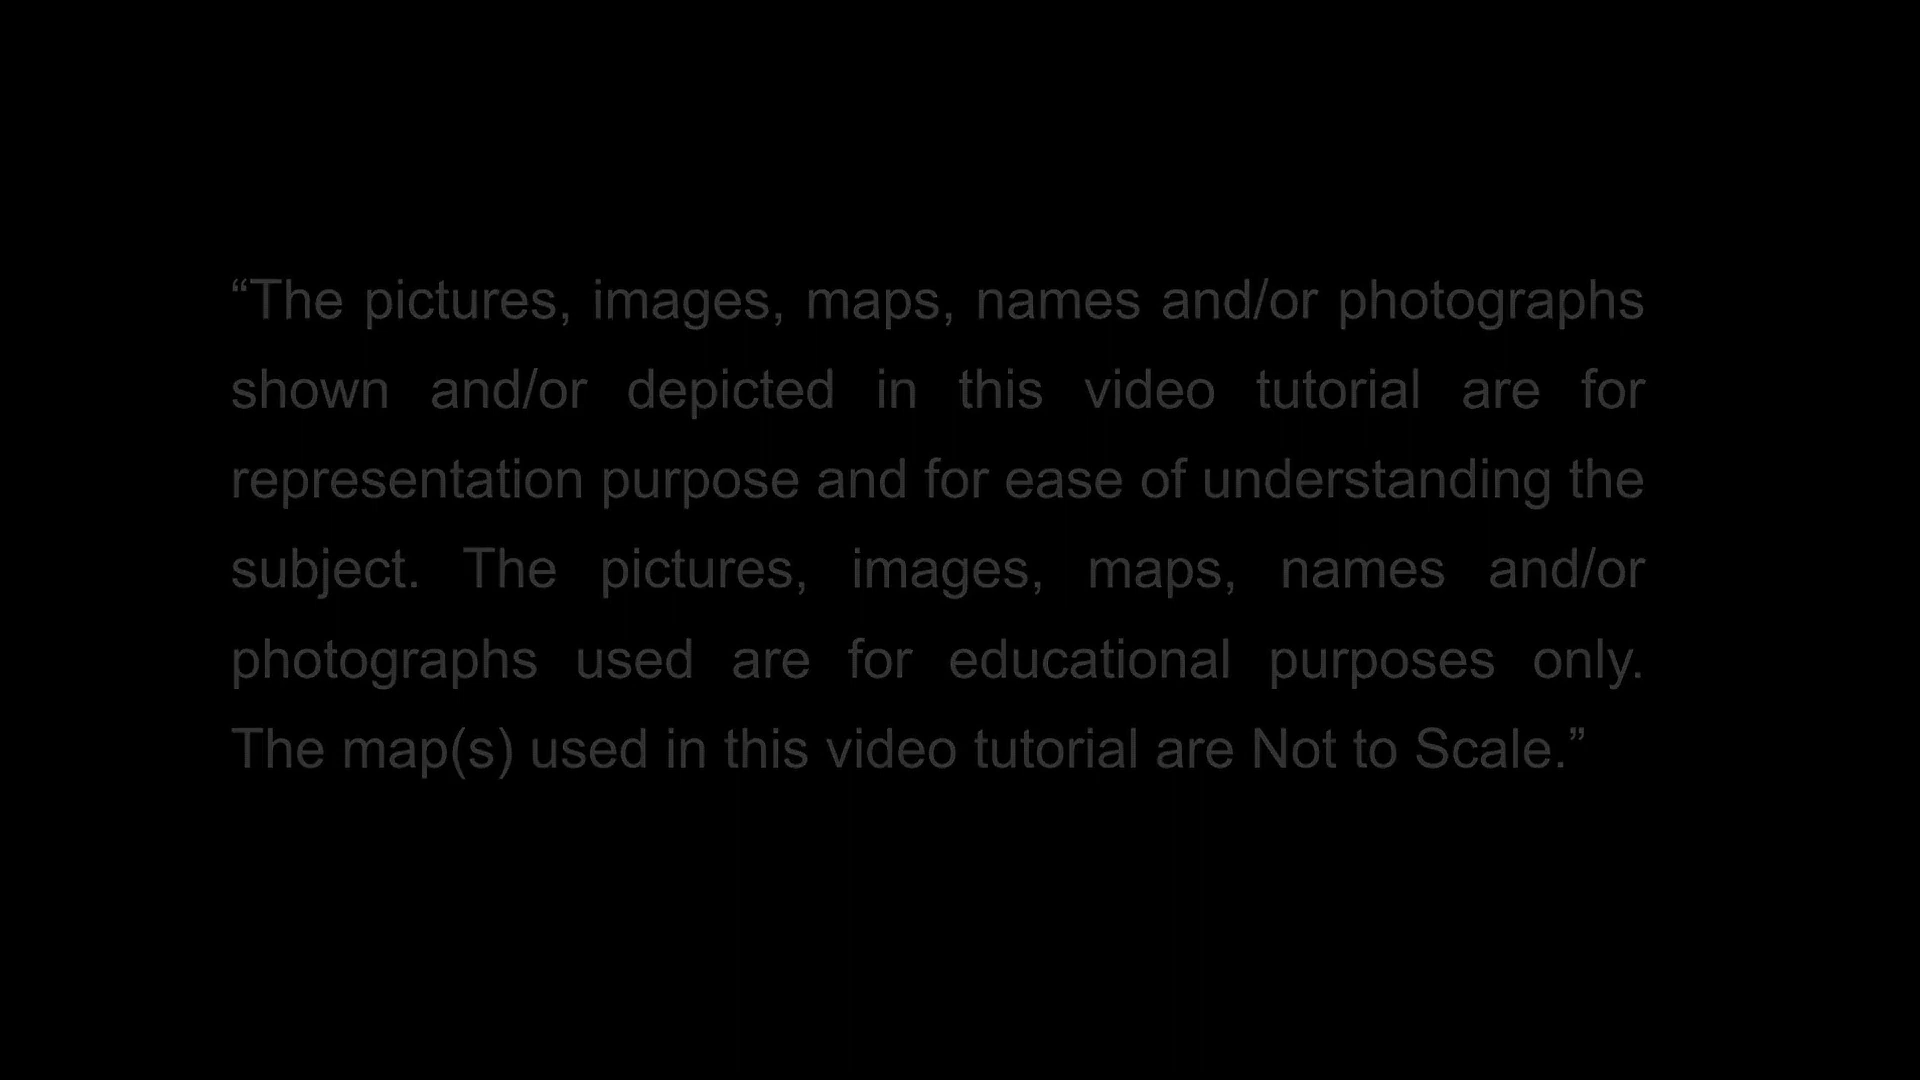 “The pictures, images, maps, names and/or photographs
shown and/or depicted in this video tutorial are for
representation purpose and for ease of understanding the
subject. The pictures, images, maps, names and/or
photographs used are for educational purposes only.
The map(s) used in this video tutorial are Not to Scale.”